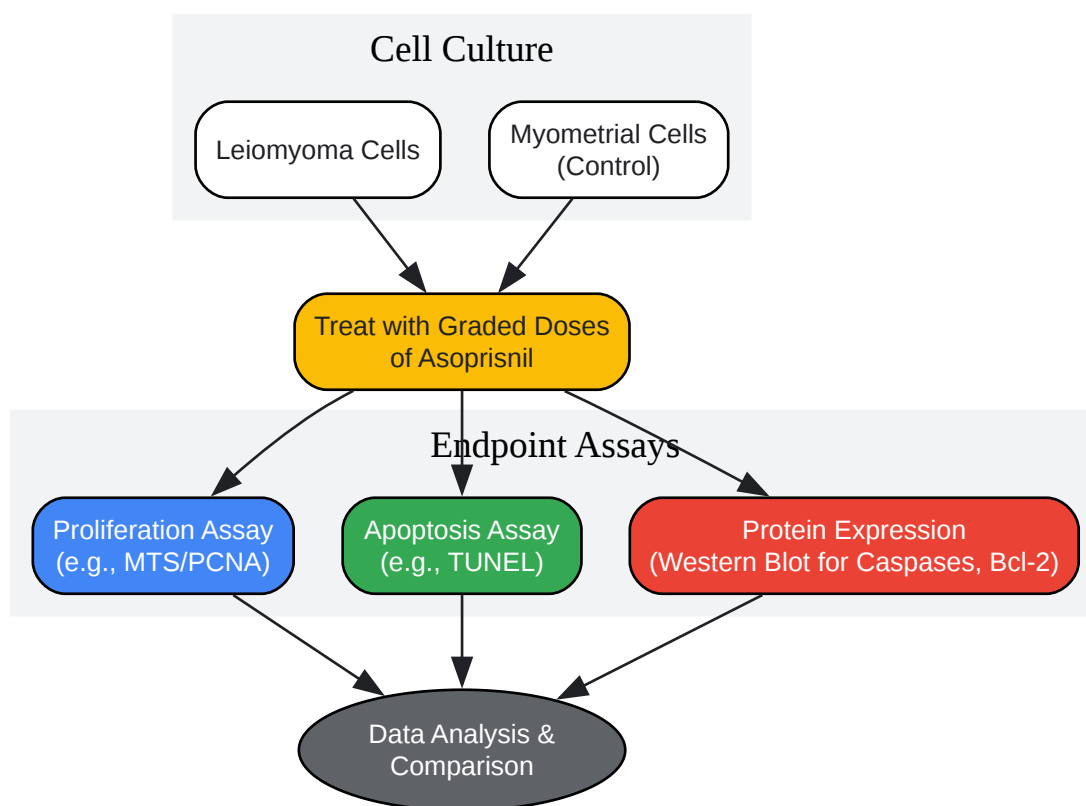 Cell Culture
Leiomyoma Cells
Myometrial Cells
(Control)
Treat with Graded Doses
of Asoprisnil
Endpoint Assays
Proliferation Assay
(e.g., MTS/PCNA)
Apoptosis Assay
(e.g., TUNEL)
Protein Expression
(Western Blot for Caspases, Bcl-2)
Data Analysis &
Comparison